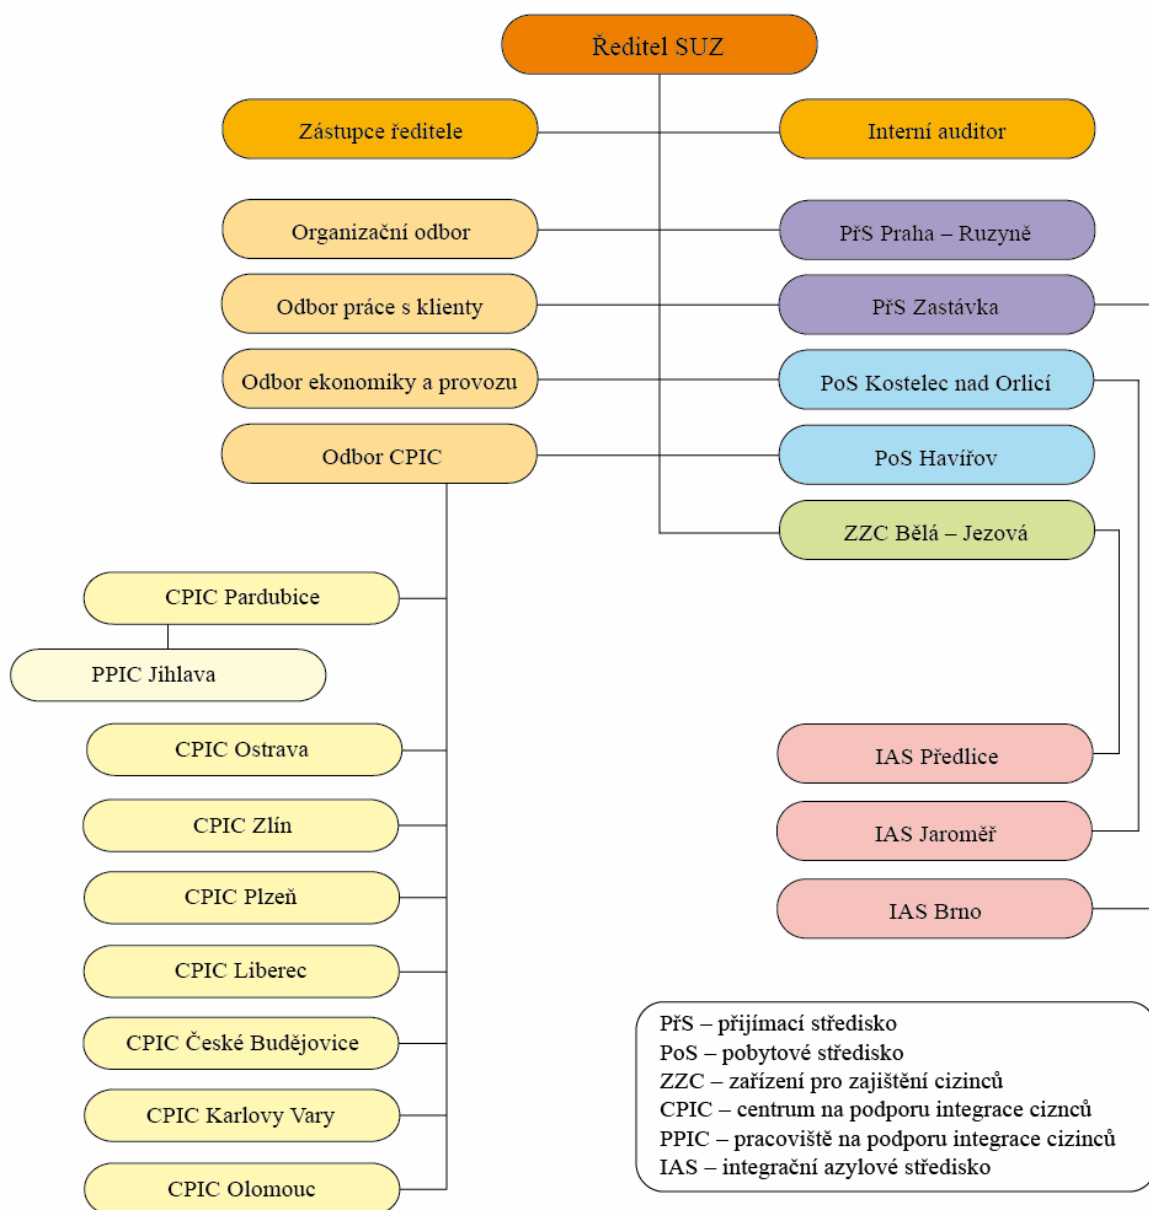 Ředitel SUZ
Zástupce ředitele
Interní auditor
Organizační odbor
PřS Praha – Ruzyně
Odbor práce s klienty
PřS Zastávka
Odbor ekonomiky a provozu
PoS Kostelec nad Orlicí
Odbor CPIC
PoS Havířov
ZZC Bělá – Jezová
CPIC Pardubice
PPIC Jihlava
CPIC Ostrava
IAS Předlice
CPIC Zlín
IAS Jaroměř
CPIC Plzeň
IAS Brno
CPIC Liberec
CPIC České Budějovice
CPIC Karlovy Vary
CPIC Olomouc
PřS – přijímací středisko
PoS – pobytové středisko
ZZC – zařízení pro zajištění cizinců
CPIC – centrum na podporu integrace ciznců
PPIC – pracoviště na podporu integrace cizinců
IAS – integrační azylové středisko